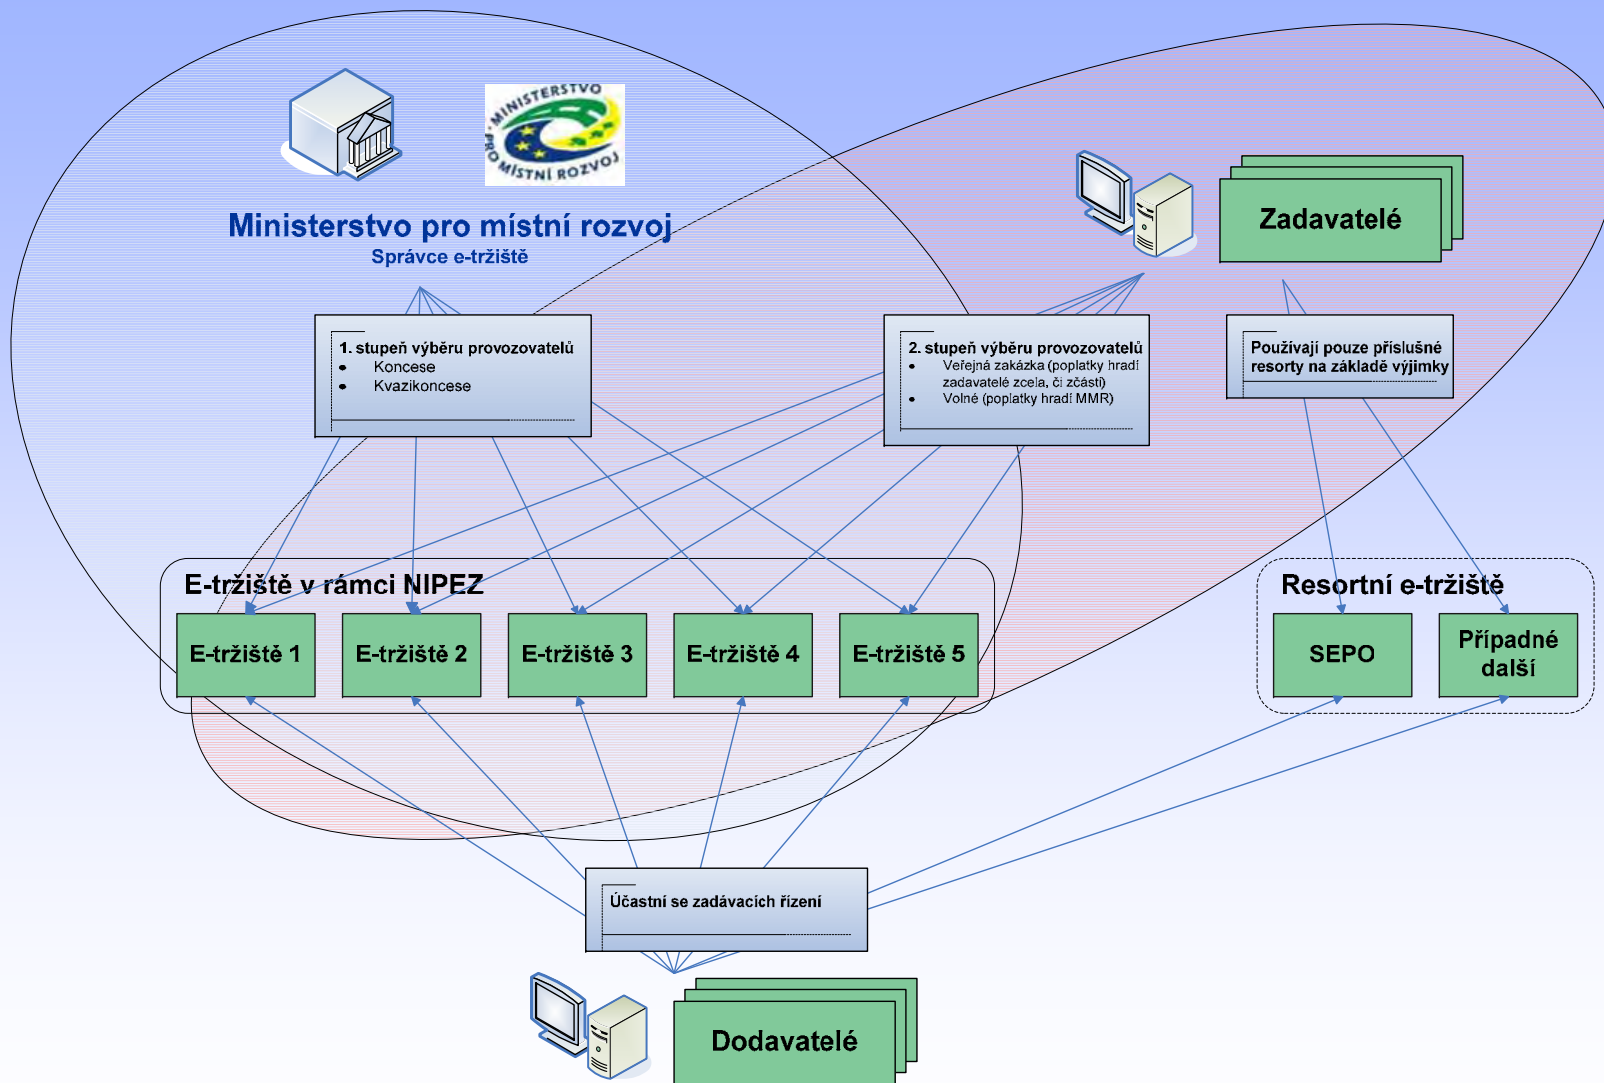 MINISTERSTVO
PRO MÍSTNÍ ROZVOJ
Ministerstvo pro místní rozvoj
Správce e-tržiště
Zadavatelé
1. stupeň výběru provozovatelů
• Koncese
• Kvazikoncese
2. stupeň výběru provozovatelů
• Veřejná zakázka (poplatky hradí
zadavatelé zcela, či zčásti)
• Volné (poplatky hradí MMR)
Používají pouze příslušné
resorty na základě výjimky
E-tržiště v rámci NIPEZ
E-tržiště 1
E-tržiště 2
E-tržiště 3
E-tržiště 4
E-tržiště 5
Resortní e-tržiště
SEPO
Případné
další
Účastní se zadávacích řízení
Dodavatelé